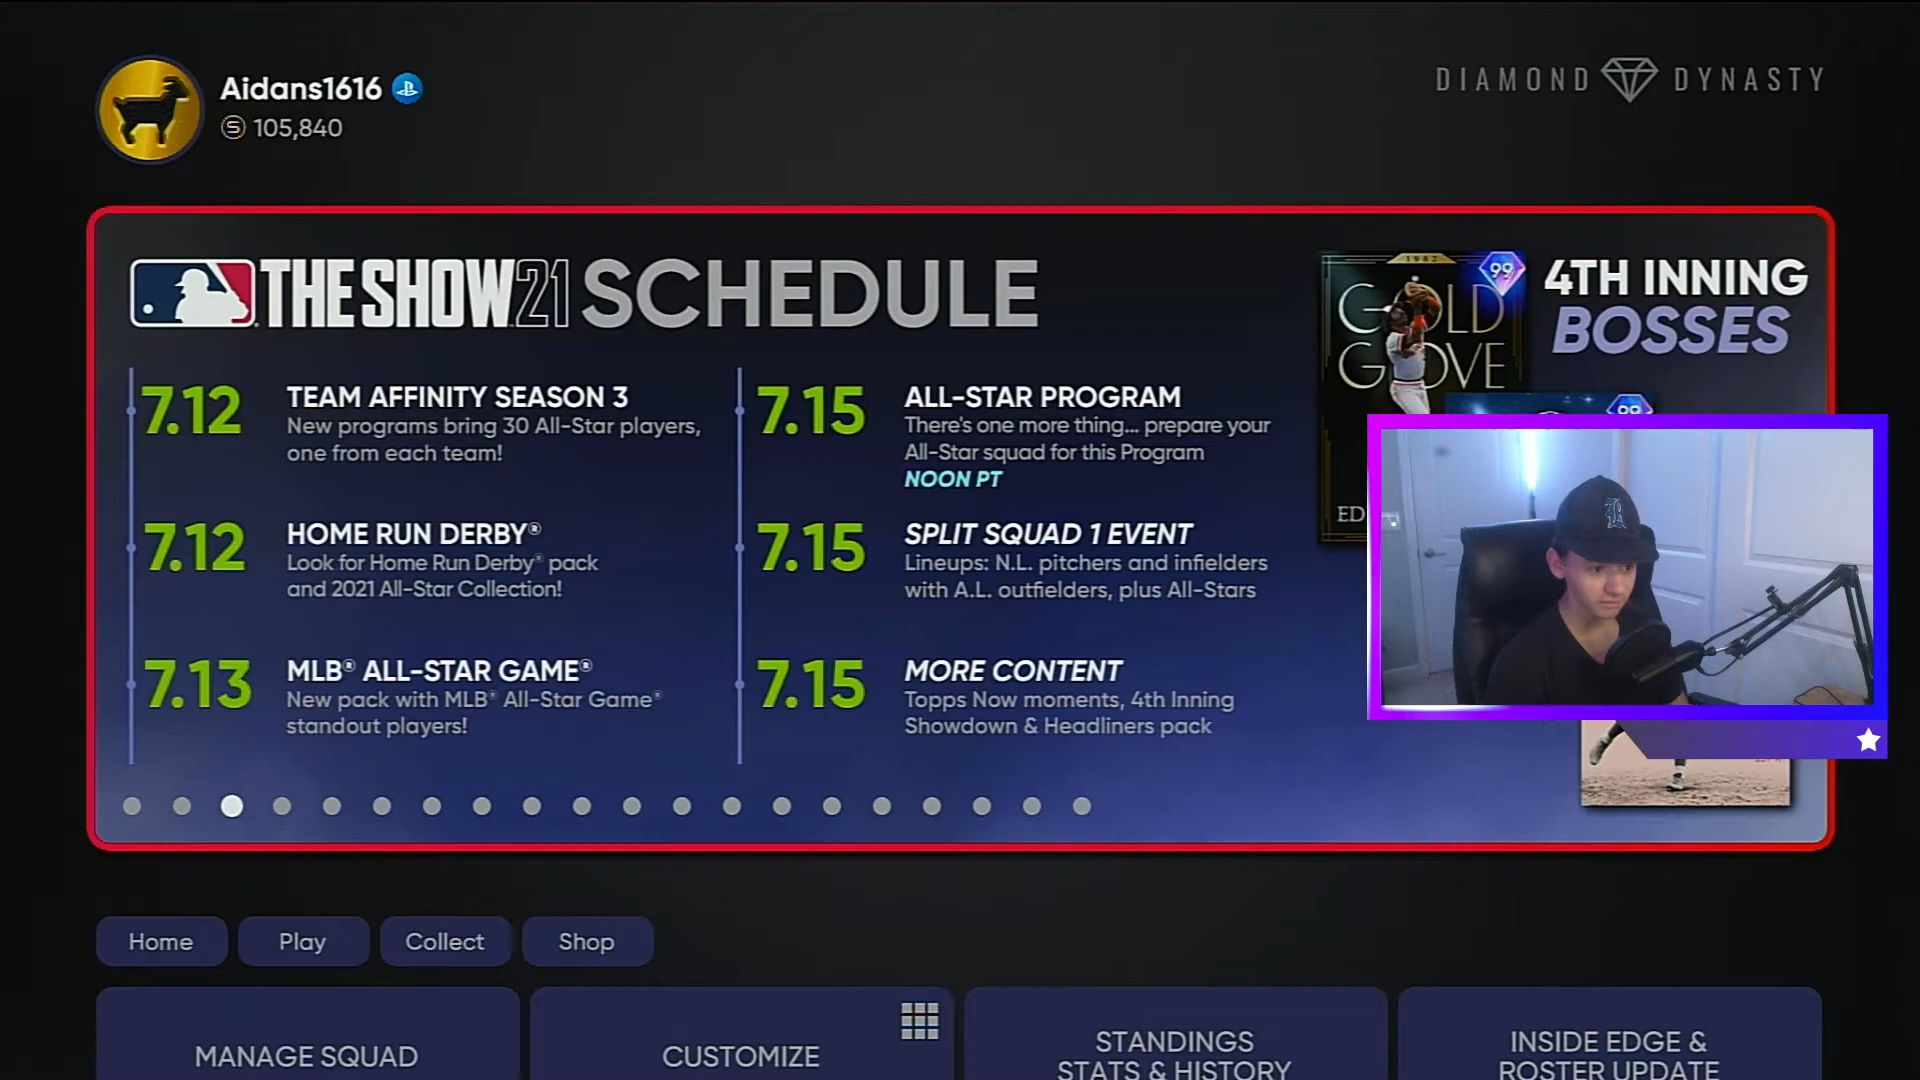 Aidans1616
105,840
DIAMOND DYNASTY
THE SHOW 21 SCHEDULE
7.12 TEAM AFFINITY SEASON 3
New programs bring 30 All-Star players,
one from each team!
7.12 HOME RUN DERBY®
Look for Home Run Derby® pack
and 2021 All-Star Collection!
7.13 MLB® ALL-STAR GAME®
New pack with MLB® All-Star Game®
standout players!
7.15 ALL-STAR PROGRAM
There's one more thing... prepare your
All-Star squad for this Program
NOON PT
7.15 SPLIT SQUAD 1 EVENT
Lineups: N.L. pitchers and infielders
with A.L. outfielders, plus All-Stars
7.15 MORE CONTENT
Topps Now moments, 4th Inning
Showdown & Headliners pack
1982
99
GOLD
GLOVE
ED
4TH INNING
BOSSES
99
Home
Play
Collect
Shop
MANAGE SQUAD
CUSTOMIZE
STANDINGS
STATS & HISTORY
INSIDE EDGE &
ROSTER UPDATE